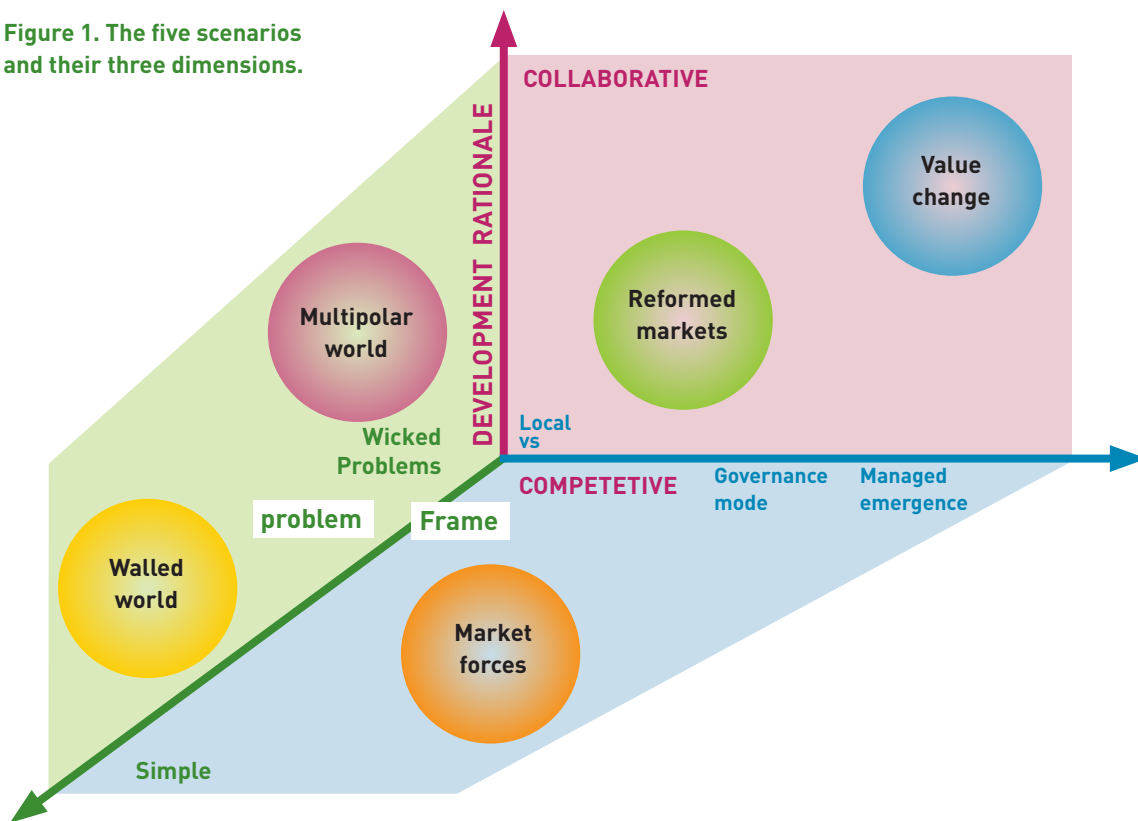 Figure 1. The five scenarios
and their three dimensions.
COLLABORATIVE
DEVELOPMENT RATIONALE
Value
change
Multipolar
world
Reformed
markets
Local
vs
Wicked
Problems
COMPETETIVE
Governance
mode
Managed
emergence
problem
Frame
Walled
world
Market
forces
Simple